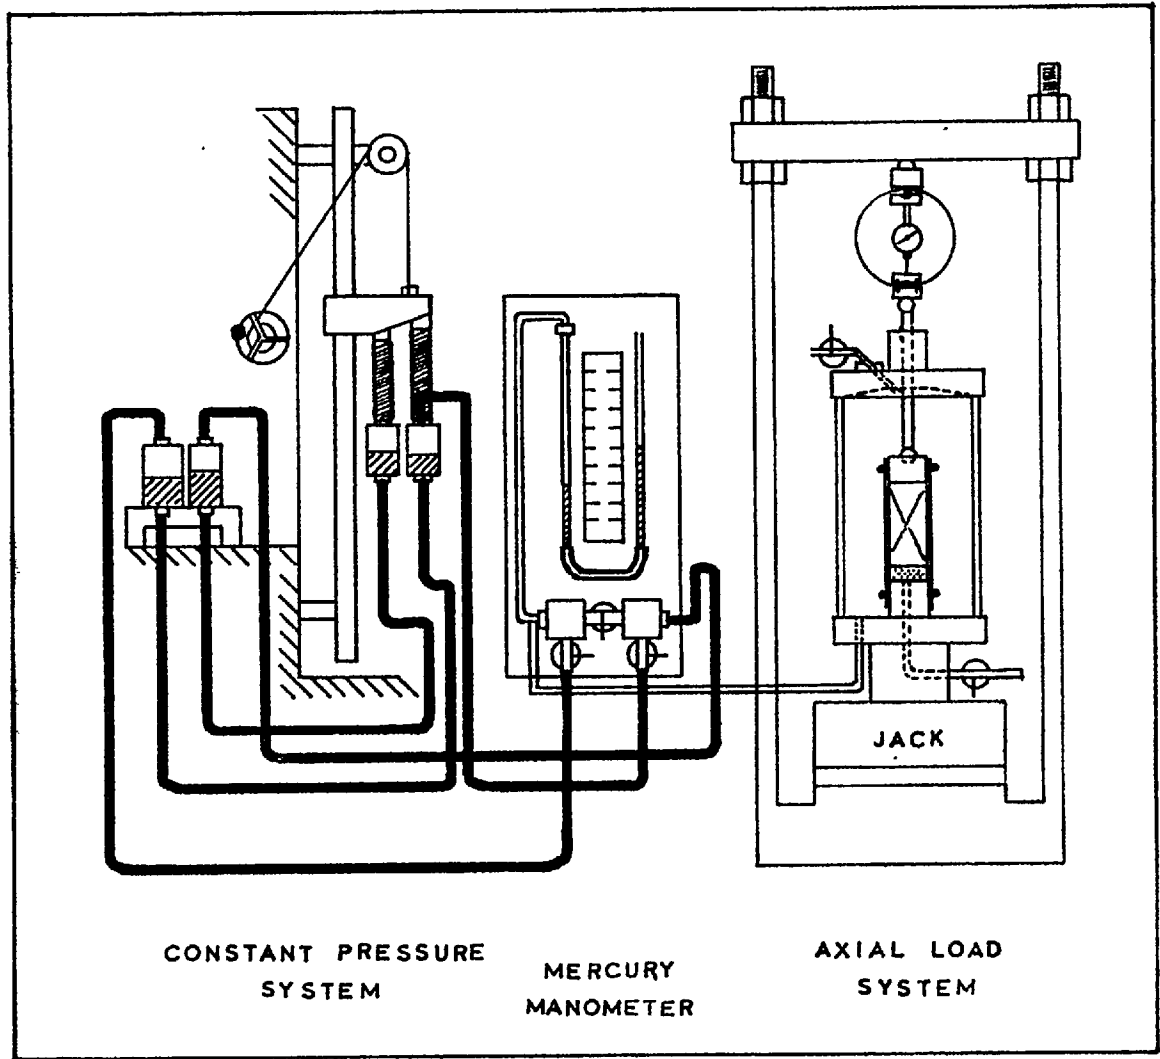 JACK
CONSTANT PRESSURE
SYSTEM
MERCURY
MANOMETER
AXIAL LOAD
SYSTEM